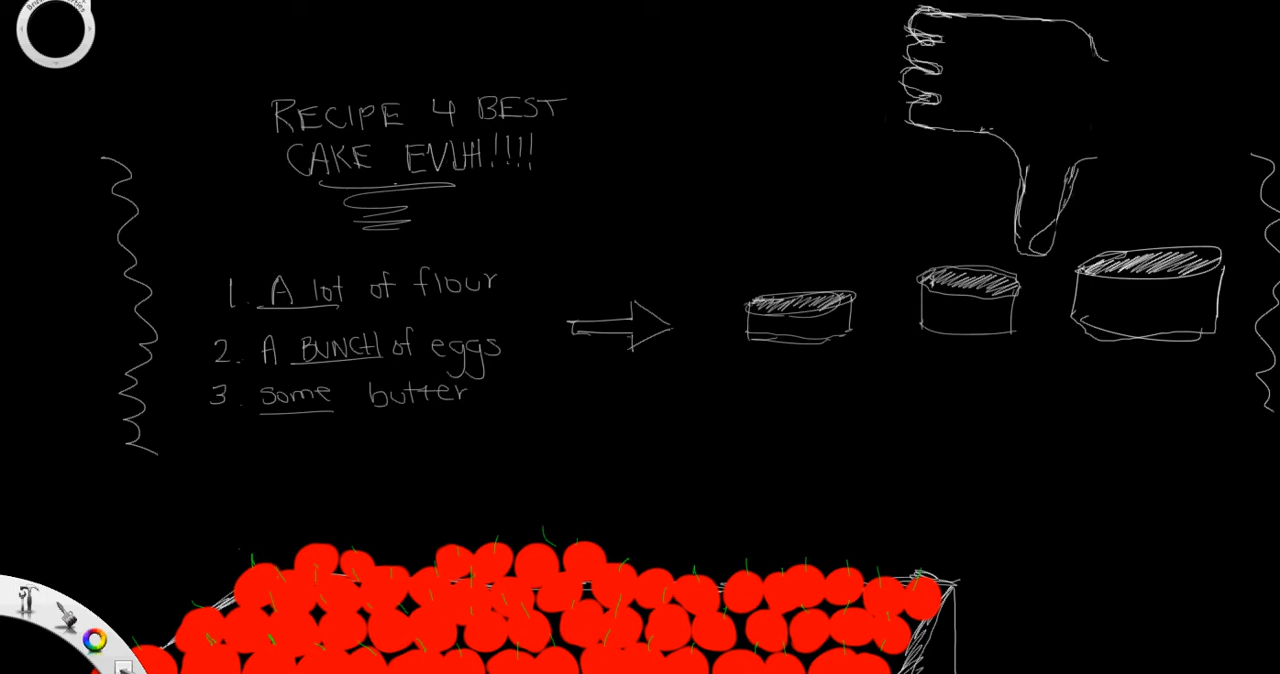 RECIPE 4 BEST
CAKE EVUH!!!!
1. A lot of flour
2. A BUNCH of eggs
3. some butter